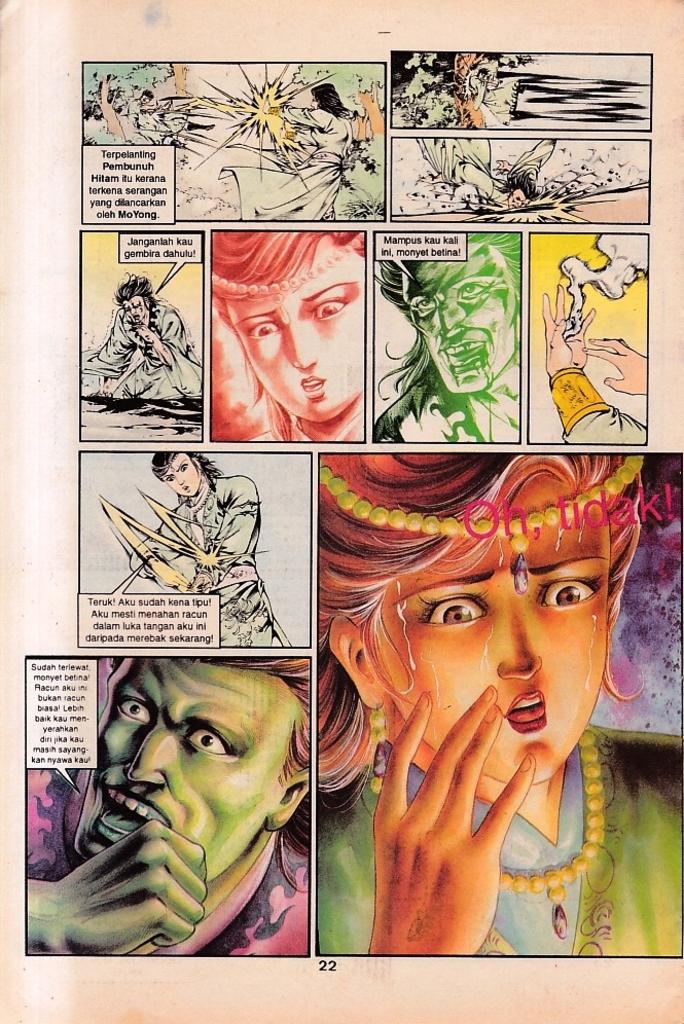 Terpelanting
Pembunuh
Hitam itu kerana
terkena serangan
yang dilancarkan
oleh MoYong.
Janganlah kau
gembira dahulu!
Mampus kau kali
ini, monyet betina!
Teruk! Aku sudah kena tipu!
Aku mesti menahan racun
dalam luka tangan aku ini
daripada merebak sekarang!
Oh, tidak!
Sudah terlewat,
monyet betina!
Racun aku ini
bukan racun
biasa! Lebih
baik kau men-
yerahkan
diri jika kau
masih sayang-
kan nyawa kau!
22